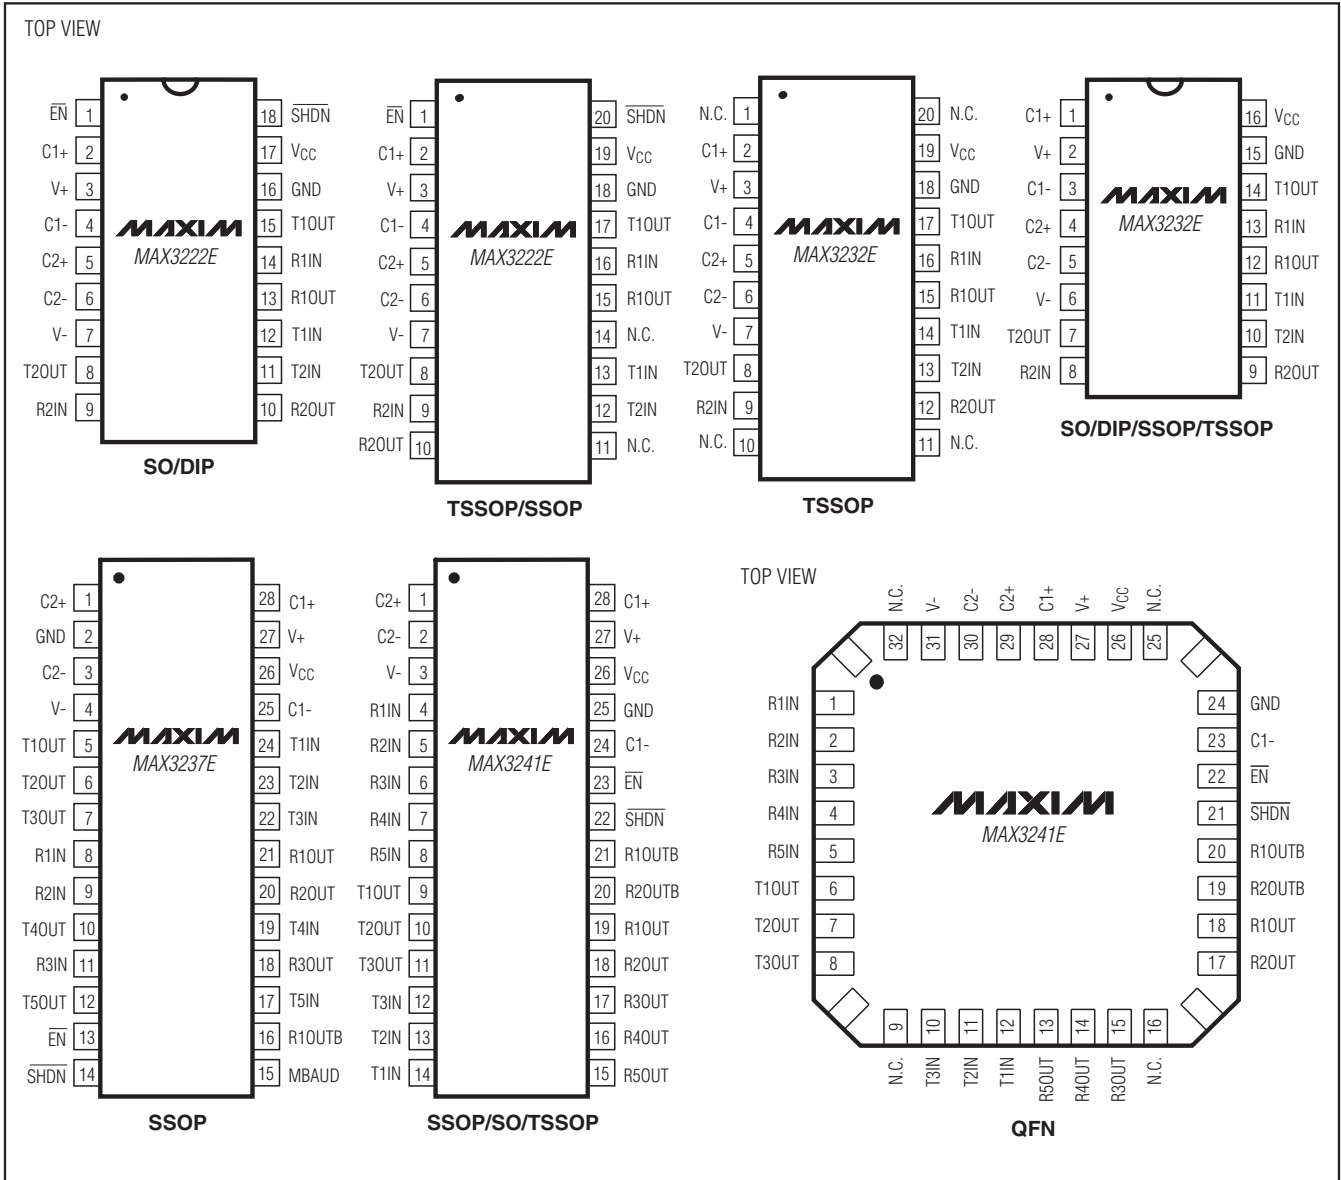 TOP VIEW
EN 1 18 SHDN
C1+ 2 17 VCC
V+ 3 16 GND
C1- 4 15 T1OUT
C2+ 5 14 R1IN
C2- 6 13 R1OUT
V- 7 12 T1IN
T2OUT 8 11 T2IN
R2IN 9 10 R2OUT
MAXIM
MAX3222E
SO/DIP
EN 1 20 SHDN
C1+ 2 19 VCC
V+ 3 18 GND
C1- 4 17 T1OUT
C2+ 5 16 R1IN
C2- 6 15 R1OUT
V- 7 14 N.C.
T2OUT 8 13 T1IN
R2IN 9 12 T2IN
R2OUT 10 11 N.C.
MAXIM
MAX3222E
TSSOP/SSOP
N.C. 1 20 N.C.
C1+ 2 19 VCC
V+ 3 18 GND
C1- 4 17 T1OUT
C2+ 5 16 R1IN
C2- 6 15 R1OUT
V- 7 14 T1IN
T2OUT 8 13 T2IN
R2IN 9 12 R2OUT
N.C. 10 11 N.C.
MAXIM
MAX3232E
TSSOP
C1+ 1 16 VCC
V+ 2 15 GND
C1- 3 14 T1OUT
C2+ 4 13 R1IN
C2- 5 12 R1OUT
V- 6 11 T1IN
T2OUT 7 10 T2IN
R2IN 8 9 R2OUT
MAXIM
MAX3232E
SO/DIP/SSOP/TSSOP
C2+ 1 28 C1+
GND 2 27 V+
C2- 3 26 VCC
V- 4 25 C1-
T1OUT 5 24 T1IN
T2OUT 6 23 T2IN
T3OUT 7 22 T3IN
R1IN 8 21 R1OUT
R2IN 9 20 R2OUT
T4OUT 10 19 T4IN
R3IN 11 18 R3OUT
T5OUT 12 17 T5IN
EN 13 16 R1OUTB
SHDN 14 15 MBAUD
MAXIM
MAX3237E
SSOP
C2+ 1 28 C1+
C2- 2 27 V+
V- 3 26 VCC
R1IN 4 25 GND
R2IN 5 24 C1-
R3IN 6 23 EN
R4IN 7 22 SHDN
R5IN 8 21 R1OUTB
T1OUT 9 20 R2OUTB
T2OUT 10 19 R1OUT
T3OUT 11 18 R2OUT
T3IN 12 17 R3OUT
T2IN 13 16 R4OUT
T1IN 14 15 R5OUT
MAXIM
MAX3241E
SSOP/SO/TSSOP
TOP VIEW
N.C. V- C2- C2+ C1+ V+ VCC N.C.
32 31 30 29 28 27 26 25
R1IN 1 24 GND
R2IN 2 23 C1-
R3IN 3 22 EN
R4IN 4 21 SHDN
R5IN 5 20 R1OUTB
T1OUT 6 19 R2OUTB
T2OUT 7 18 R1OUT
T3OUT 8 17 R2OUT
MAXIM
MAX3241E
9 10 11 12 13 14 15 16
N.C. T3IN T2IN T1IN R5OUT R4OUT R3OUT N.C.
QFN